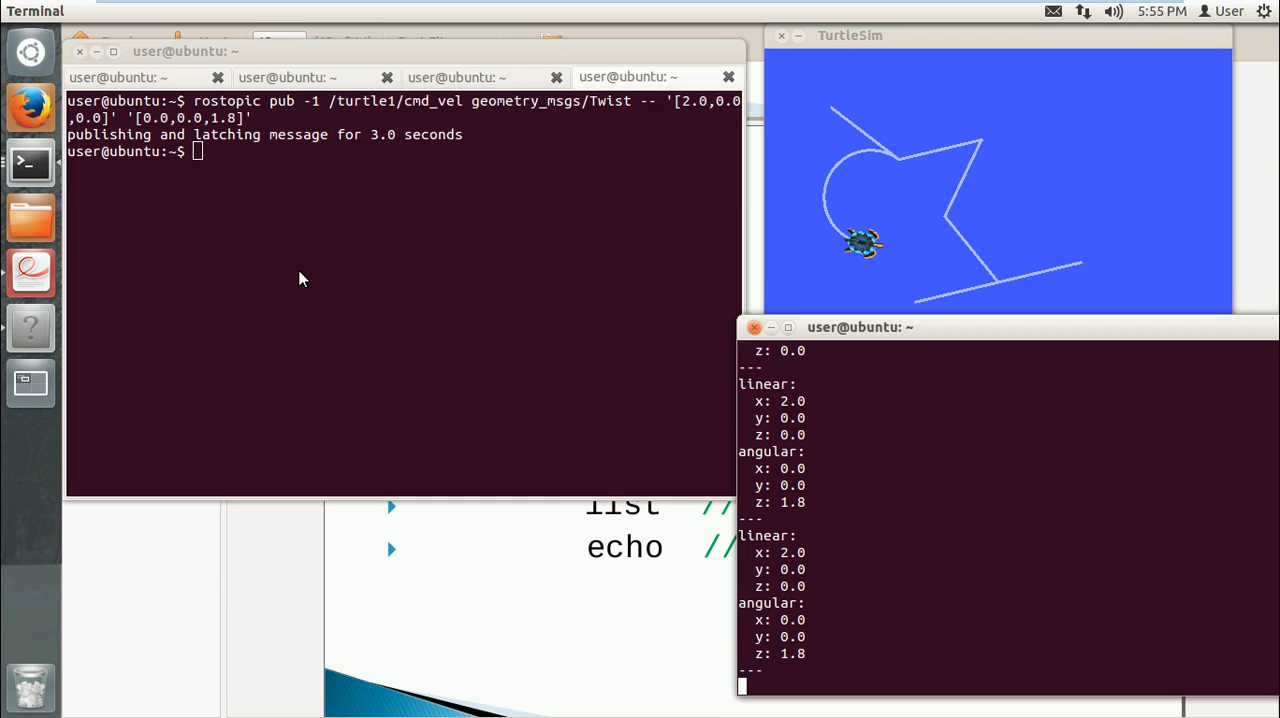 Terminal
5:55 PM
User
user@ubuntu: ~
user@ubuntu: ~
user@ubuntu: ~
user@ubuntu: ~
user@ubuntu: ~
user@ubuntu:~$ rostopic pub -1 /turtle1/cmd_vel geometry_msgs/Twist -- '[2.0,0.0
,0.0]' '[0.0,0.0,1.8]'
publishing and latching message for 3.0 seconds
user@ubuntu:~$
TurtleSim
user@ubuntu: ~
z: 0.0
---
linear:
x: 2.0
y: 0.0
z: 0.0
angular:
x: 0.0
y: 0.0
z: 1.8
---
linear:
x: 2.0
y: 0.0
z: 0.0
angular:
x: 0.0
y: 0.0
z: 1.8
---
list //
echo //